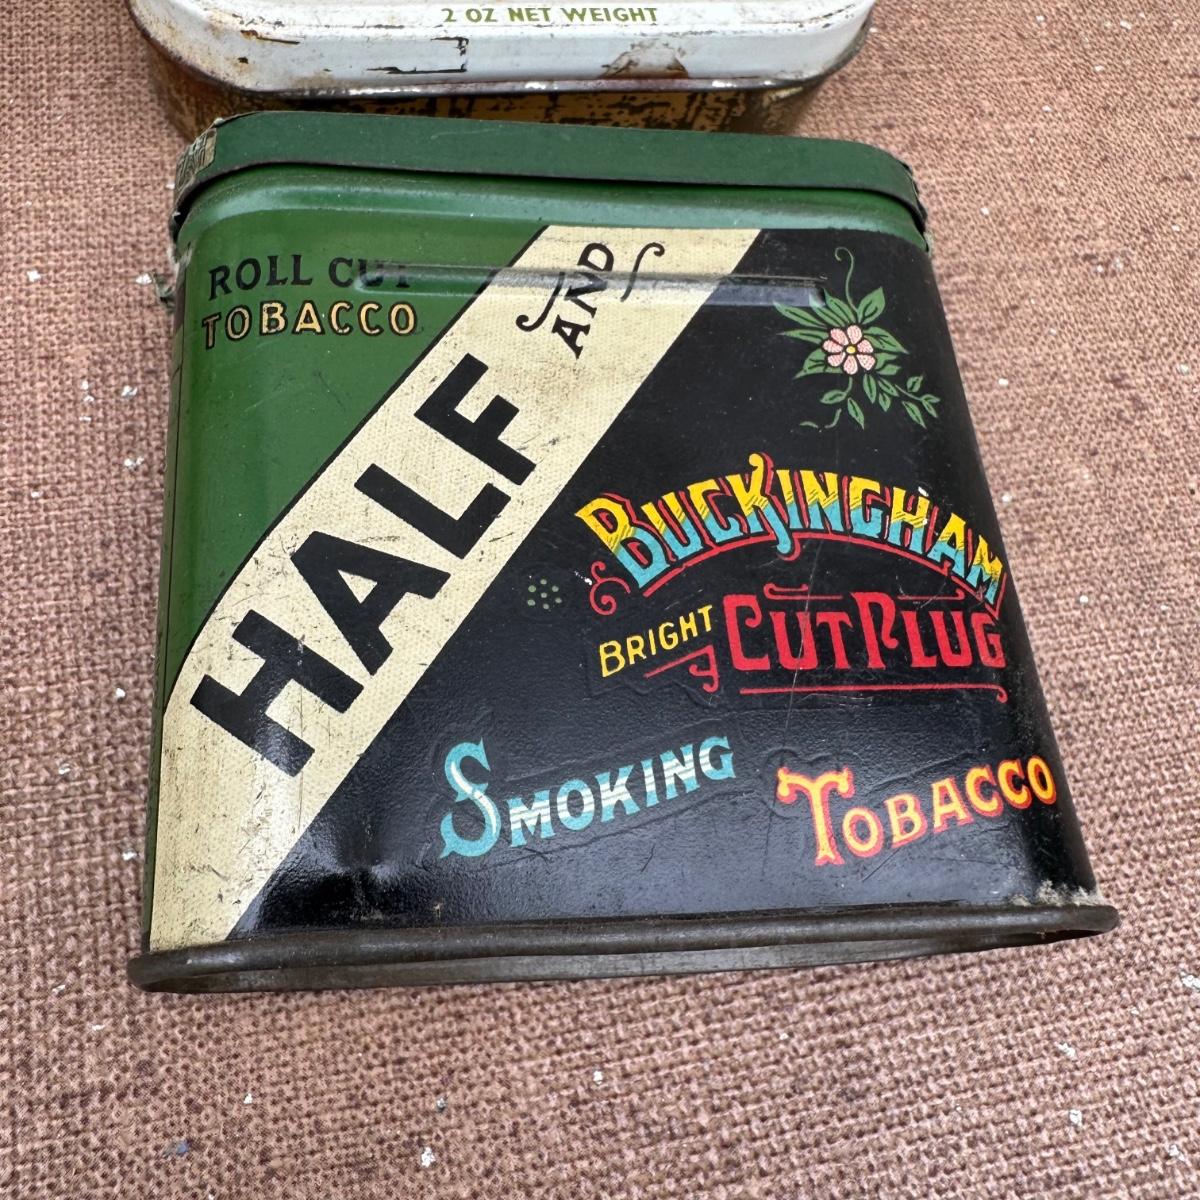 2 OZ NET WEIGHT
ROLL CUT
TOBACCO
HALF AND
BUCKINGHAM
BRIGHT CUT PLUG
SMOKING TOBACCO